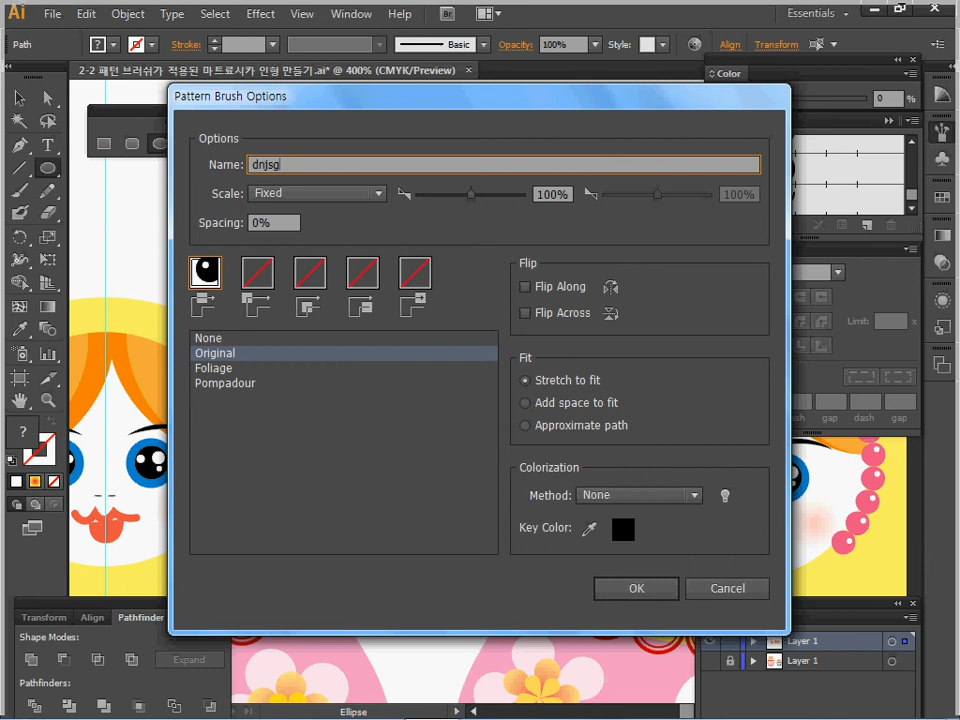 Ai File Edit Object Type Select Effect View Window Help Br Essentials
Path ? Stroke: Basic Opacity: 100% Style: Align Transform
2-2 패턴 브러쉬가 적용된 마트료시카 인형 만들기.ai* @ 400% (CMYK/Preview) ×
Color
0 %
Pattern Brush Options
Options
Name: dnjsg
Scale: Fixed 100% 100%
Spacing: 0%
None
Original
Foliage
Pompadour
Flip
Flip Along
Flip Across
Fit
Stretch to fit
Add space to fit
Approximate path
Colorization
Method: None
Key Color:
OK Cancel
Limit: x
gap dash gap
?
Transform Align Pathfinder
Shape Modes:
Expand
Pathfinders:
Layer 1
Layer 1
Ellipse